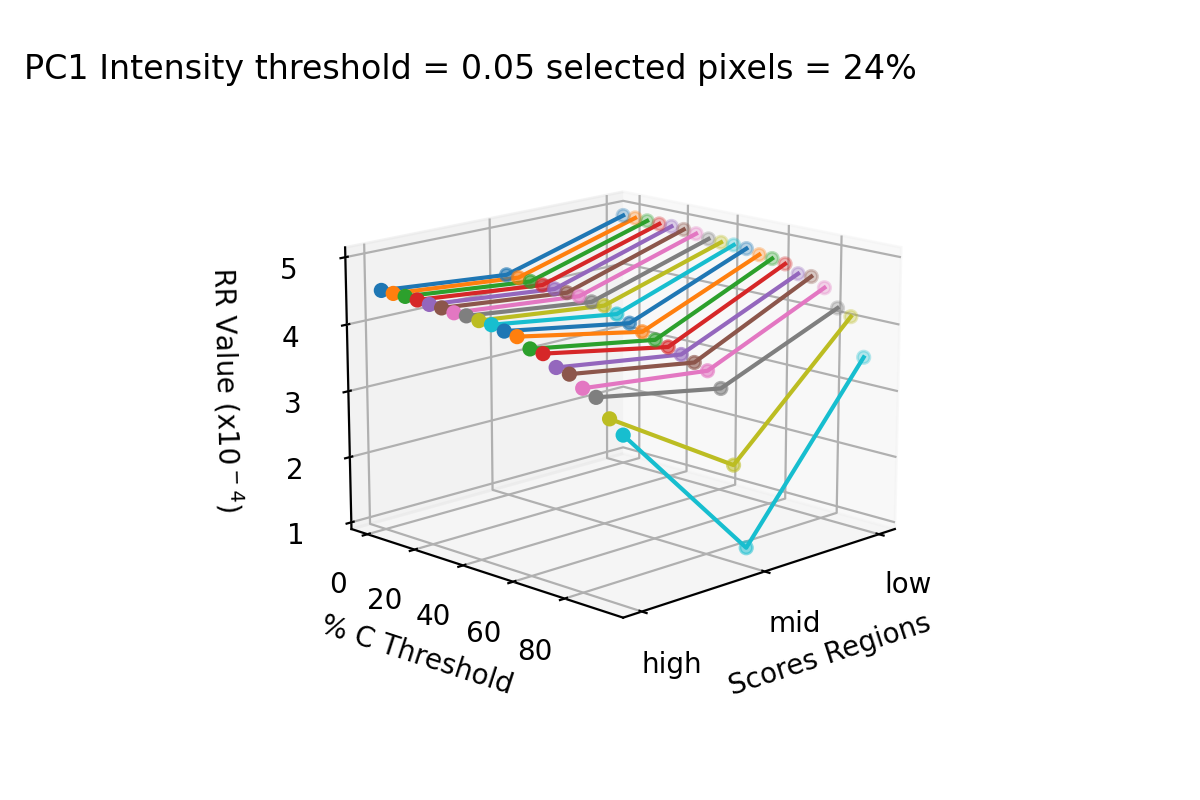 PC1 Intensity threshold = 0.05 selected pixels = 24%
RR Value (x10⁻⁴)
5
4
3
2
1
0
20
40
60
80
% C Threshold
high
mid
low
Scores Regions